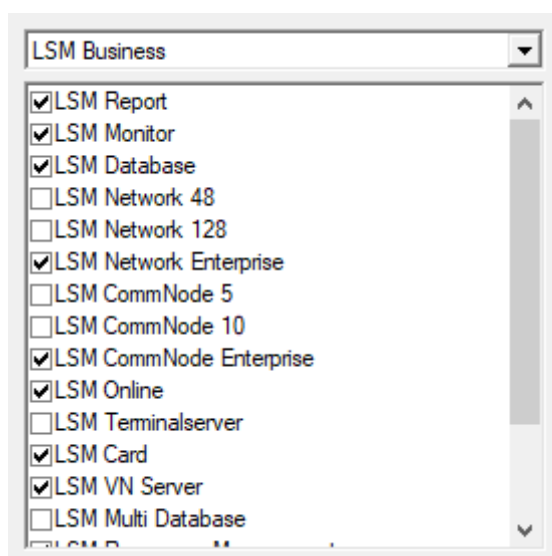 LSM Business
LSM Report
LSM Monitor
LSM Database
LSM Network 48
LSM Network 128
LSM Network Enterprise
LSM CommNode 5
LSM CommNode 10
LSM CommNode Enterprise
LSM Online
LSM Terminalserver
LSM Card
LSM VN Server
LSM Multi Database